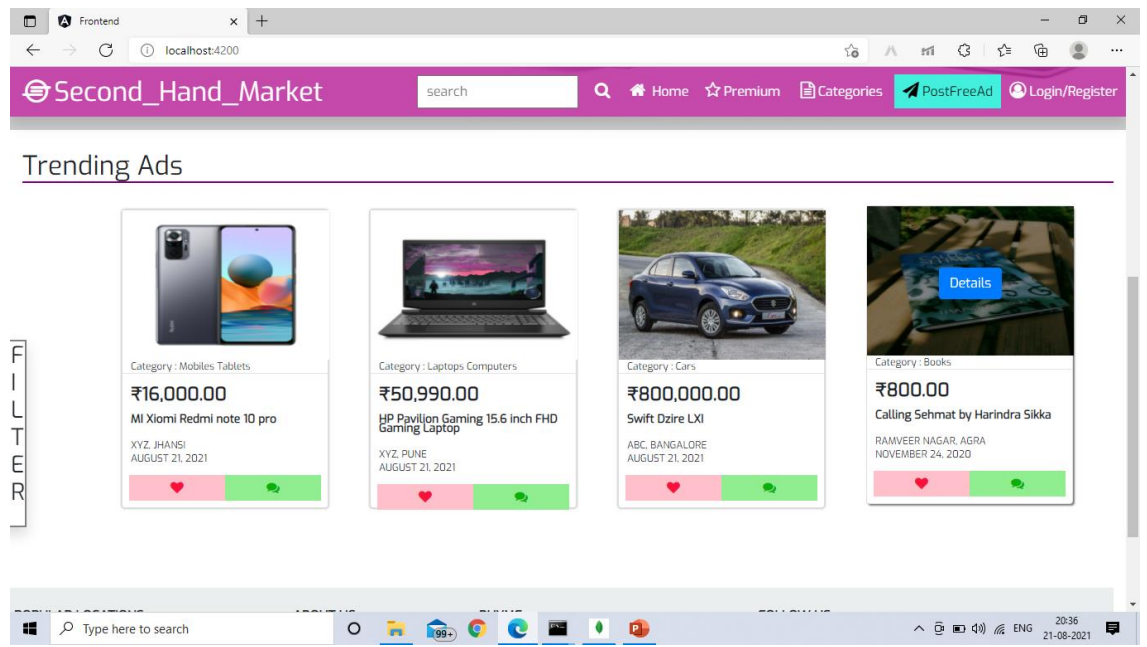 Frontend
localhost:4200
Second_Hand_Market
search
Home
Premium
Categories
PostFreeAd
Login/Register
Trending Ads
FILTER
Category : Mobiles Tablets
₹16,000.00
MI Xiomi Redmi note 10 pro
XYZ, JHANSI
AUGUST 21, 2021
Category : Laptops Computers
₹50,990.00
HP Pavilion Gaming 15.6 inch FHD
Gaming Laptop
XYZ, PUNE
AUGUST 21, 2021
Category : Cars
₹800,000.00
Swift Dzire LXI
ABC, BANGALORE
AUGUST 21, 2021
Details
Category : Books
₹800.00
Calling Sehmat by Harindra Sikka
RAMVEER NAGAR, AGRA
NOVEMBER 24, 2020
Type here to search
99+
ENG
20:36
21-08-2021